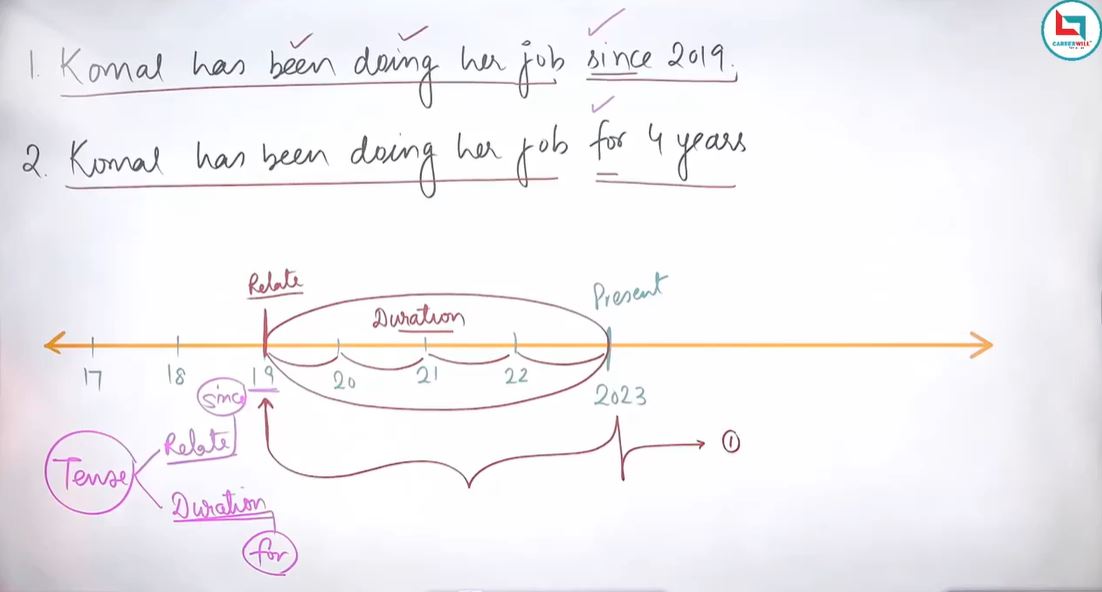 CAREERWILL
1. Komal has been doing her job since 2019.
2. Komal has been doing her job for 4 years
Relate
Duration
Present
17 18 19 20 21 22 2023
since
Relate
Tense
Duration
for
1